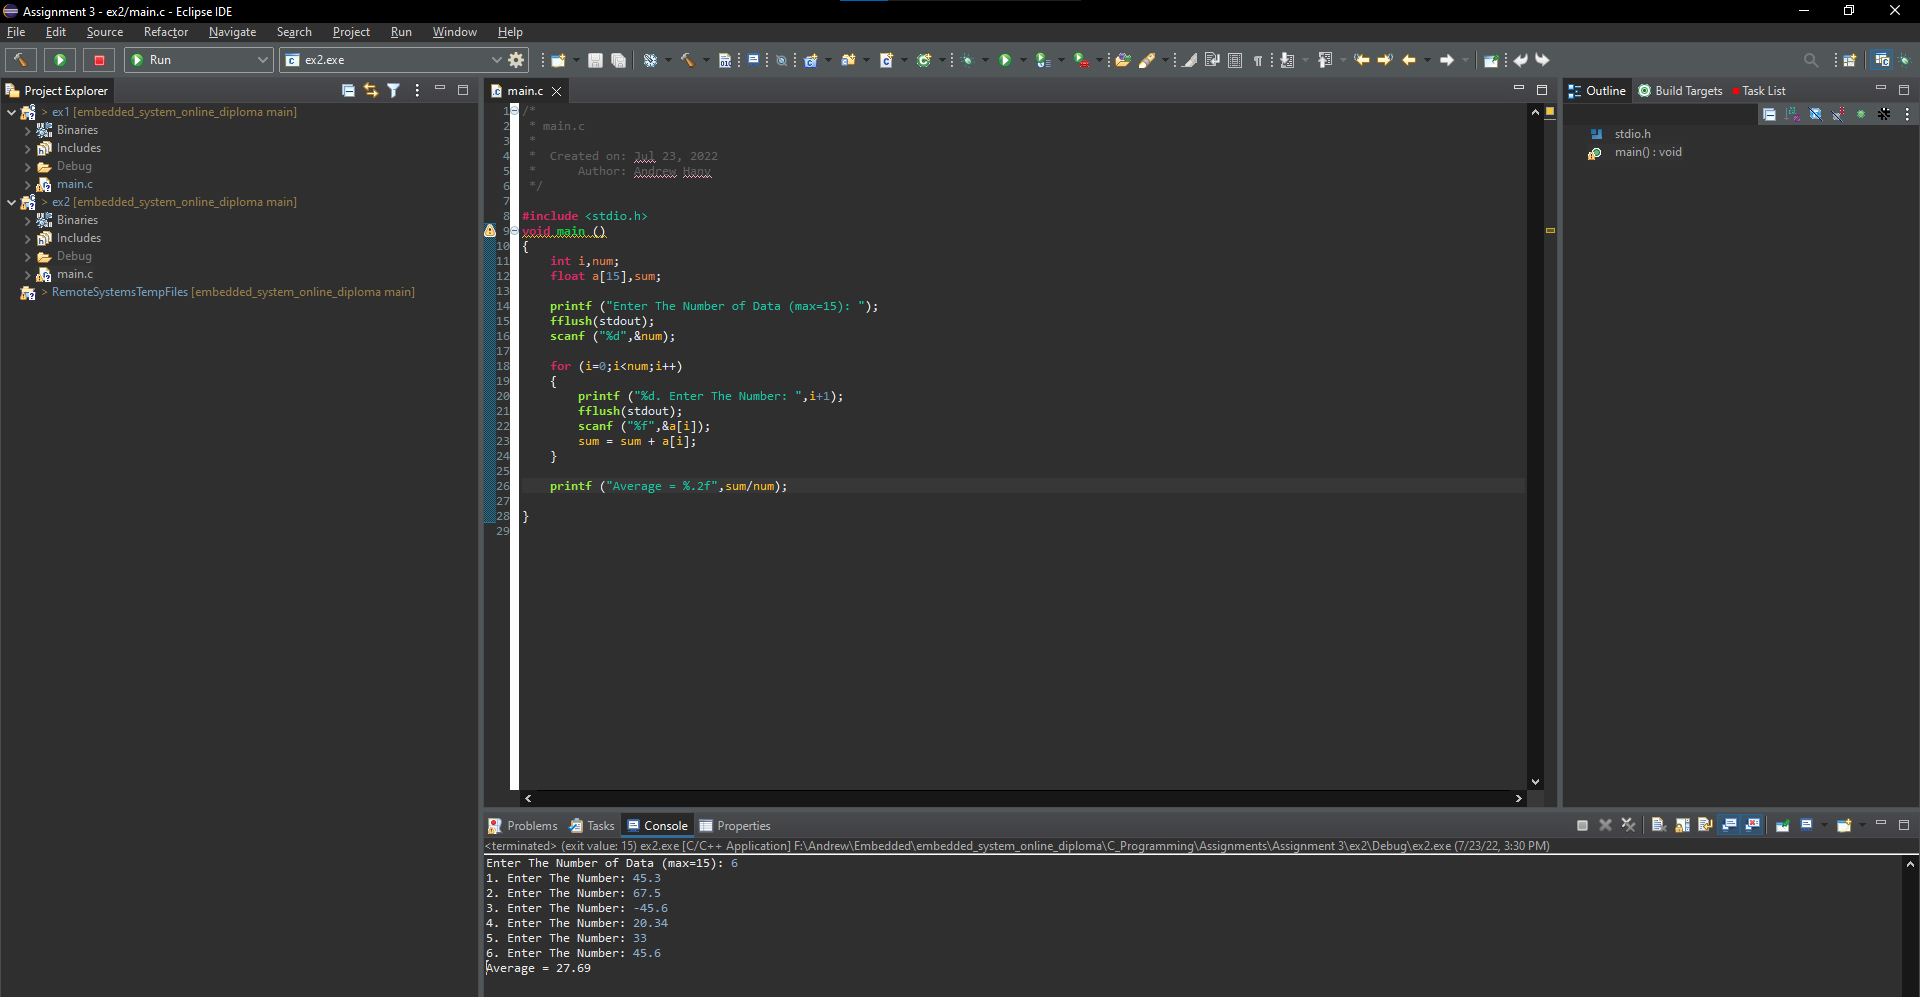 Assignment 3 - ex2/main.c - Eclipse IDE
File Edit Source Refactor Navigate Search Project Run Window Help
Run ex2.exe
Project Explorer
> ex1 [embedded_system_online_diploma main]
Binaries
Includes
Debug
main.c
> ex2 [embedded_system_online_diploma main]
Binaries
Includes
Debug
main.c
> RemoteSystemsTempFiles [embedded_system_online_diploma main]
main.c
1 /*
2 * main.c
3 *
4 * Created on: Jul 23, 2022
5 * Author: Andrew Hany
6 */
7
8 #include <stdio.h>
9 void main ()
10 {
11 int i,num;
12 float a[15],sum;
13
14 printf ("Enter The Number of Data (max=15): ");
15 fflush(stdout);
16 scanf ("%d",&num);
17
18 for (i=0;i<num;i++)
19 {
20 printf ("%d. Enter The Number: ",i+1);
21 fflush(stdout);
22 scanf ("%f",&a[i]);
23 sum = sum + a[i];
24 }
25
26 printf ("Average = %.2f",sum/num);
27
28 }
29
Outline Build Targets Task List
stdio.h
main() : void
Problems Tasks Console Properties
<terminated> (exit value: 15) ex2.exe [C/C++ Application] F:\Andrew\Embedded\embedded_system_online_diploma\C_Programming\Assignments\Assignment 3\ex2\Debug\ex2.exe (7/23/22, 3:30 PM)
Enter The Number of Data (max=15): 6
1. Enter The Number: 45.3
2. Enter The Number: 67.5
3. Enter The Number: -45.6
4. Enter The Number: 20.34
5. Enter The Number: 33
6. Enter The Number: 45.6
Average = 27.69